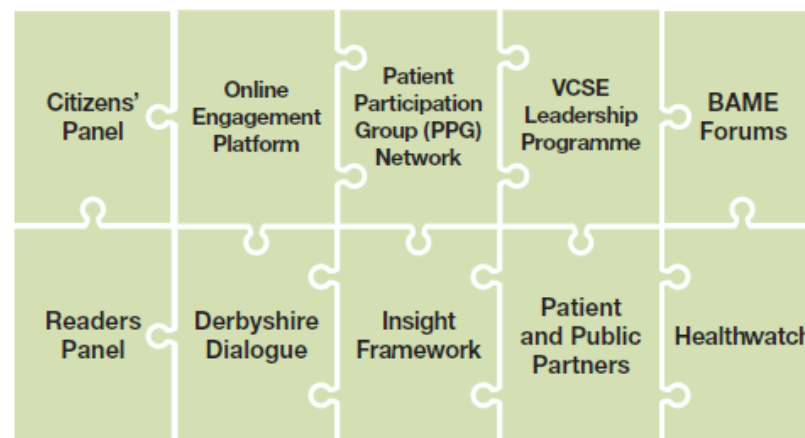 Citizens'
Panel
Online
Engagement
Platform
Patient
Participation
Group (PPG)
Network
VCSE
Leadership
Programme
BAME
Forums
Readers
Panel
Derbyshire
Dialogue
Insight
Framework
Patient
and Public
Partners
Healthwatch